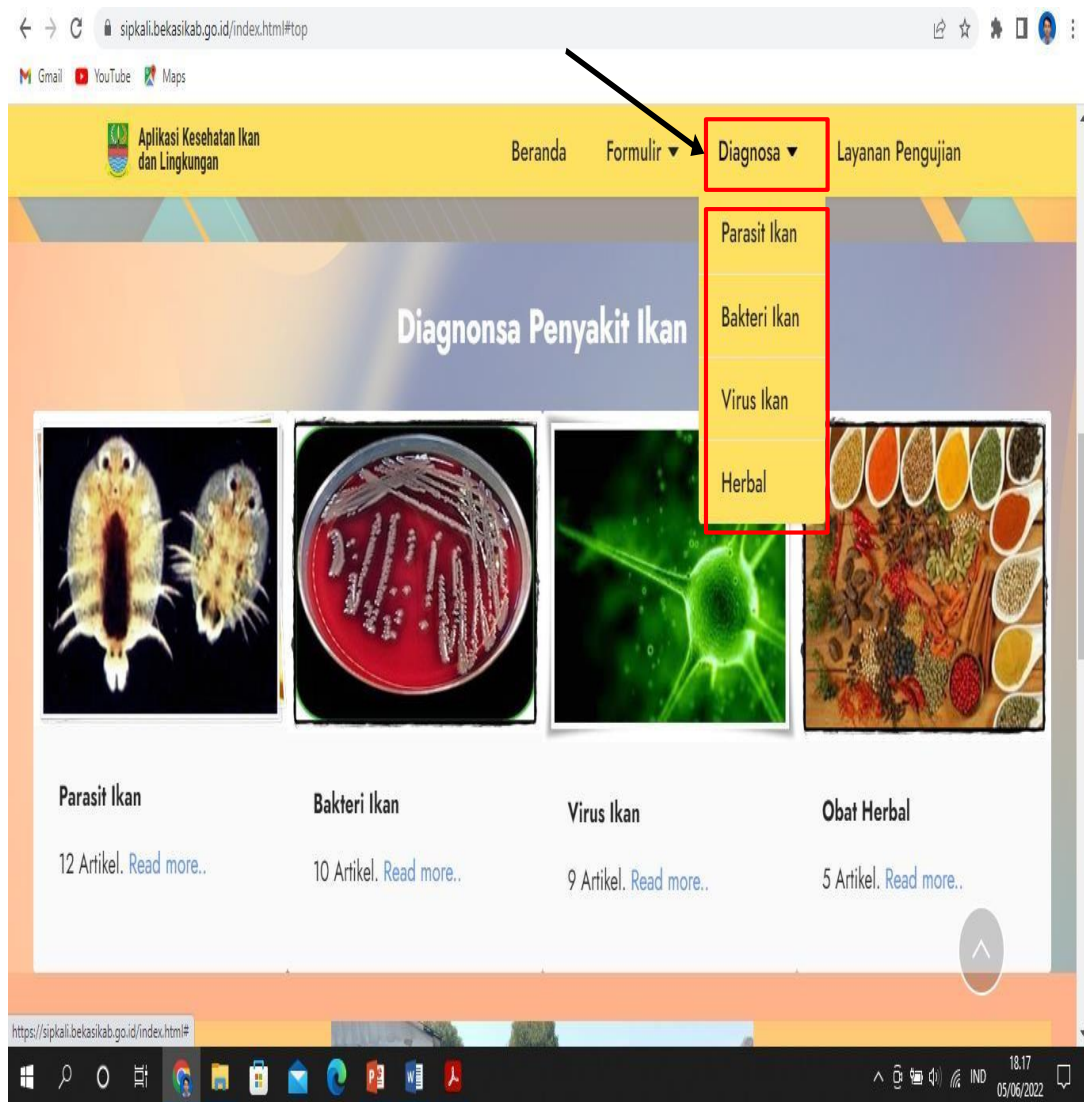 sipkali.bekasikab.go.id/index.html#top
Gmail YouTube Maps
Aplikasi Kesehatan Ikan
dan Lingkungan
Beranda Formulir ▼ Diagnosa ▼ Layanan Pengujian
Parasit Ikan
Bakteri Ikan
Virus Ikan
Herbal
Diagnonsa Penyakit Ikan
Parasit Ikan
12 Artikel. Read more..
Bakteri Ikan
10 Artikel. Read more..
Virus Ikan
9 Artikel. Read more..
Obat Herbal
5 Artikel. Read more..
https://sipkali.bekasikab.go.id/index.html#
IND
18.17
05/06/2022